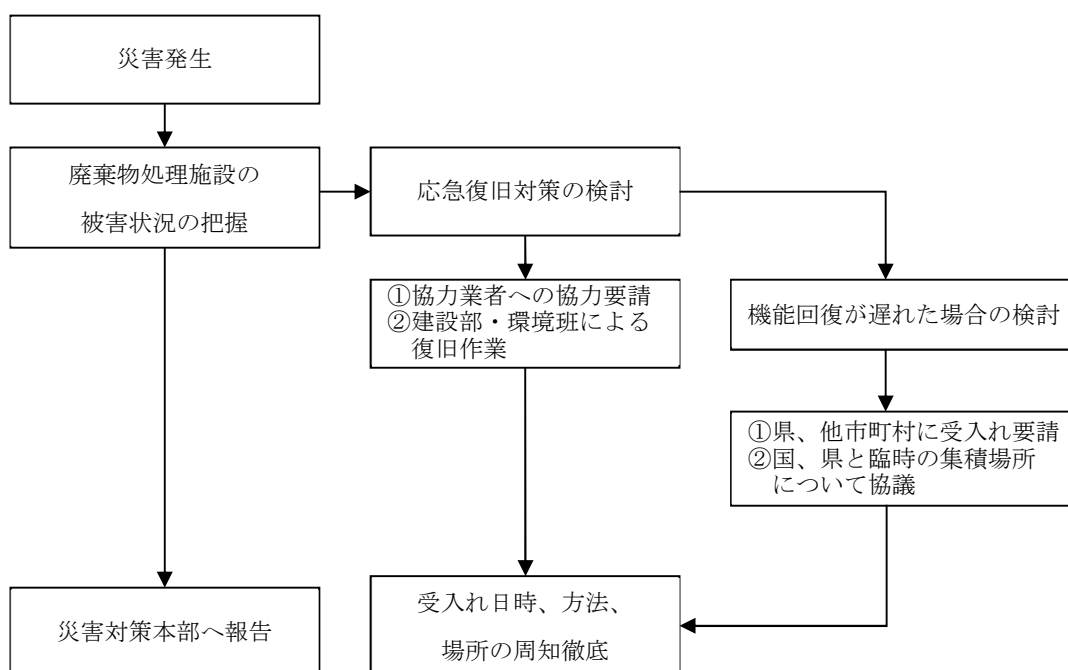 災害発生
廃棄物処理施設の
被害状況の把握
応急復旧対策の検討
①協力業者への協力要請
②建設部・環境班による
復旧作業
機能回復が遅れた場合の検討
①県、他市町村に受入れ要請
②国、県と臨時の集積場所
について協議
災害対策本部へ報告
受入れ日時、方法、
場所の周知徹底